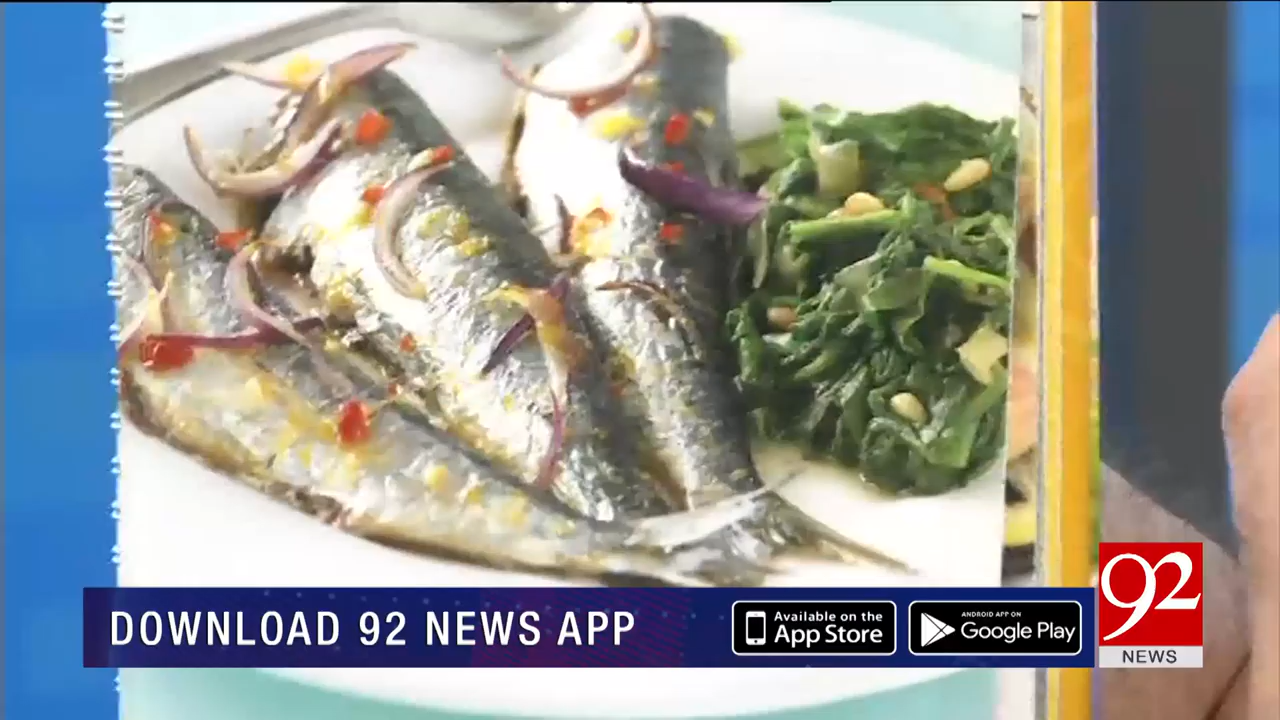 DOWNLOAD 92 NEWS APP
Available on the
App Store
ANDROID APP ON
Google Play
92
NEWS